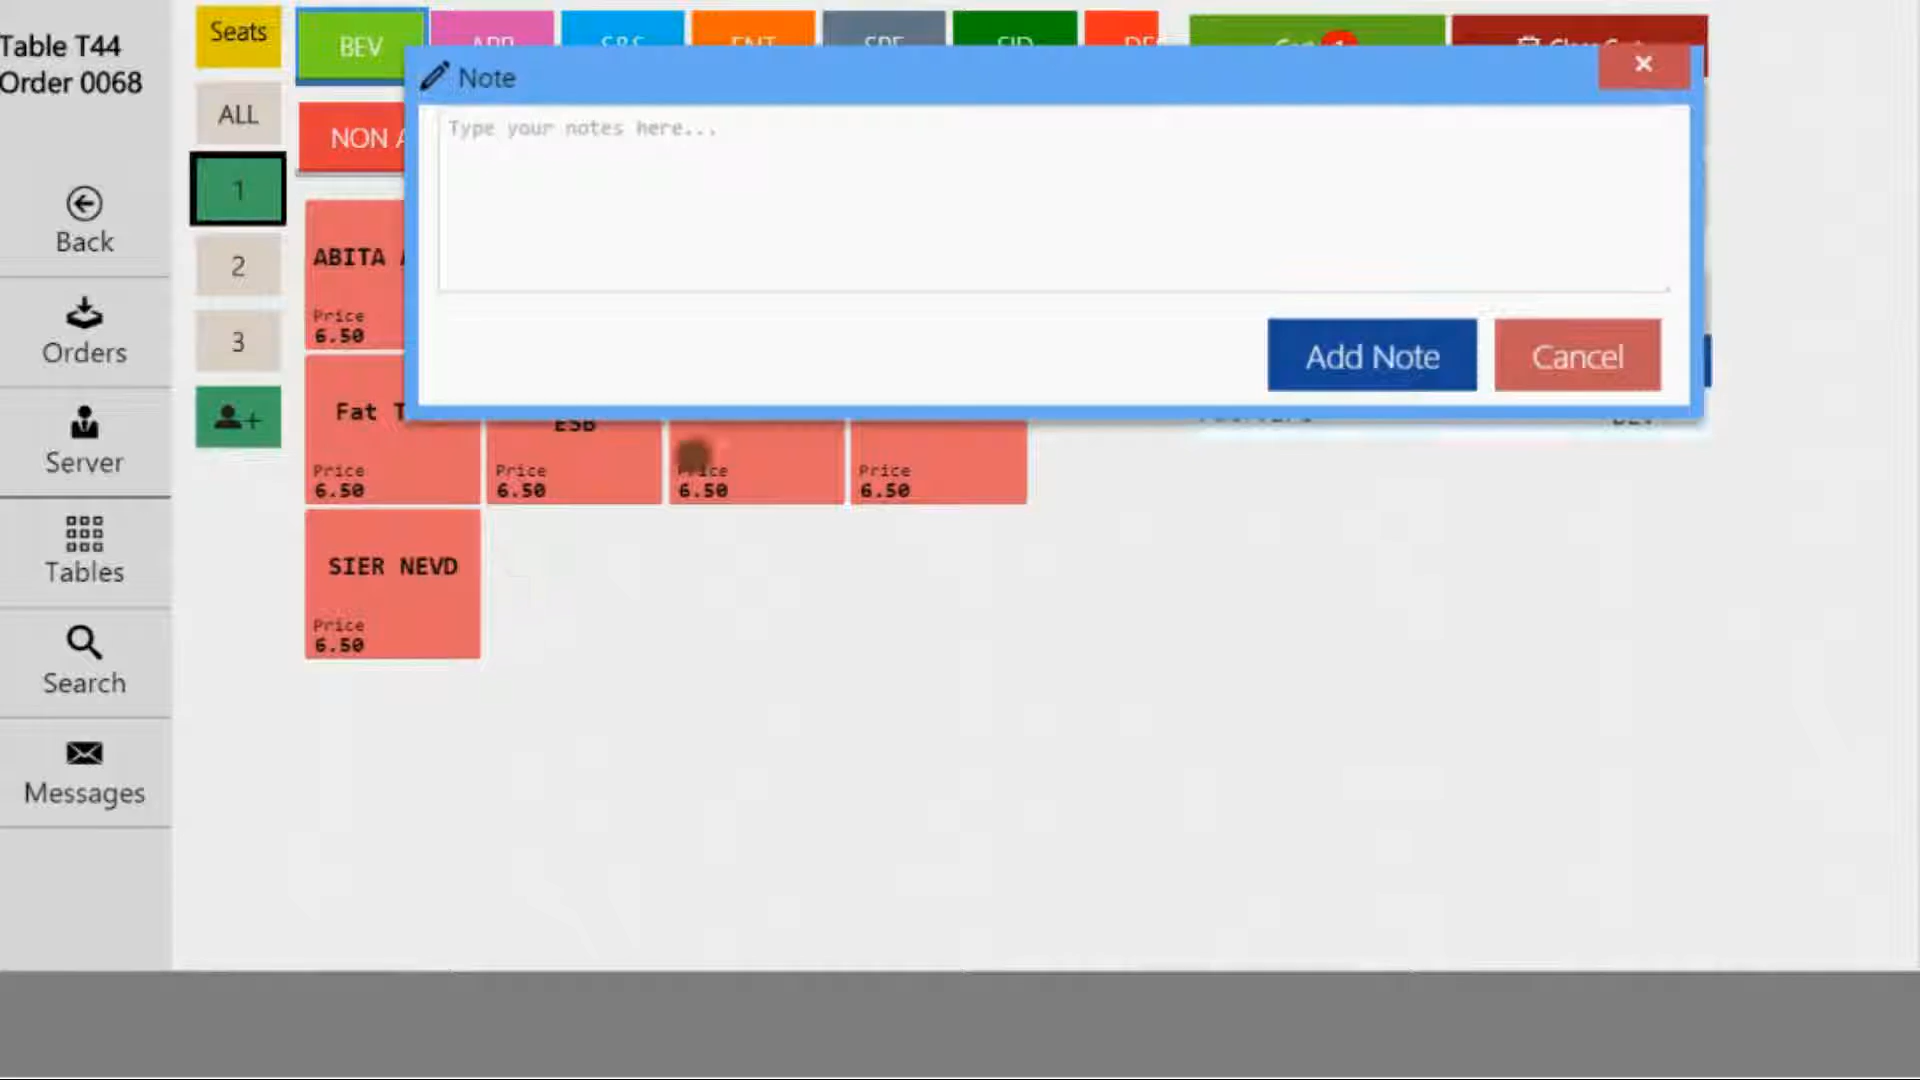 Table T44
Order 0068
Back
Orders
Server
Tables
Search
Messages
Seats
ALL
1
2
3
BEV
NON
Note
Type your notes here...
Add Note
Cancel
ABITA
Price
6.50
Fat
Price
6.50
ESB
Price
6.50
Price
6.50
Price
6.50
SIER NEVD
Price
6.50